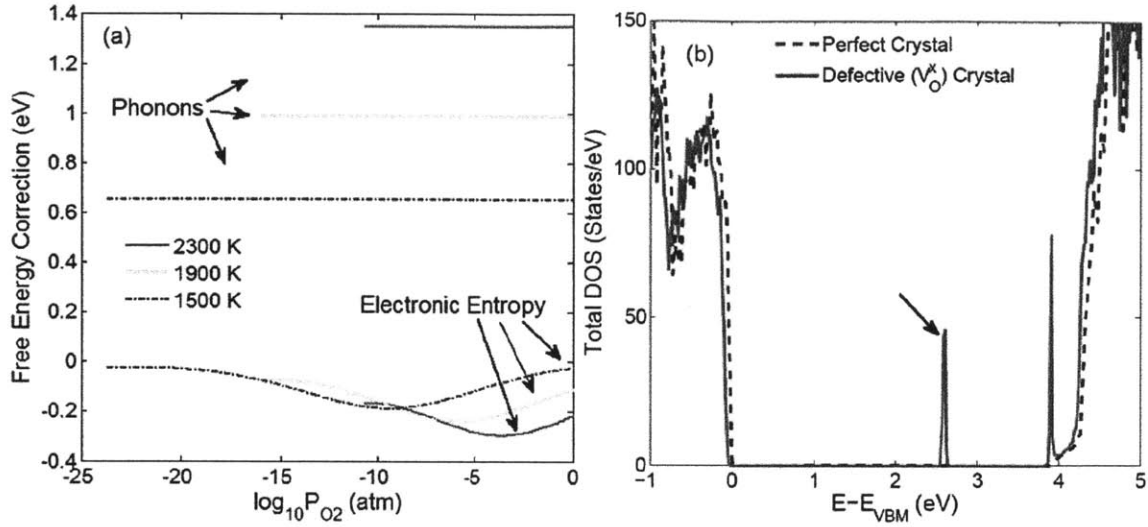 (a)
Phonons
2300 K
1900 K
1500 K
Electronic Entropy
Free Energy Correction (eV)
1.4
1.2
1
0.8
0.6
0.4
0.2
0
-0.2
-0.4
-25
-20
-15
-10
-5
0
log10PO2 (atm)
(b)
Perfect Crystal
Defective (V_O^x) Crystal
Total DOS (States/eV)
150
100
50
0
-1
0
1
2
3
4
5
E-EVBM (eV)